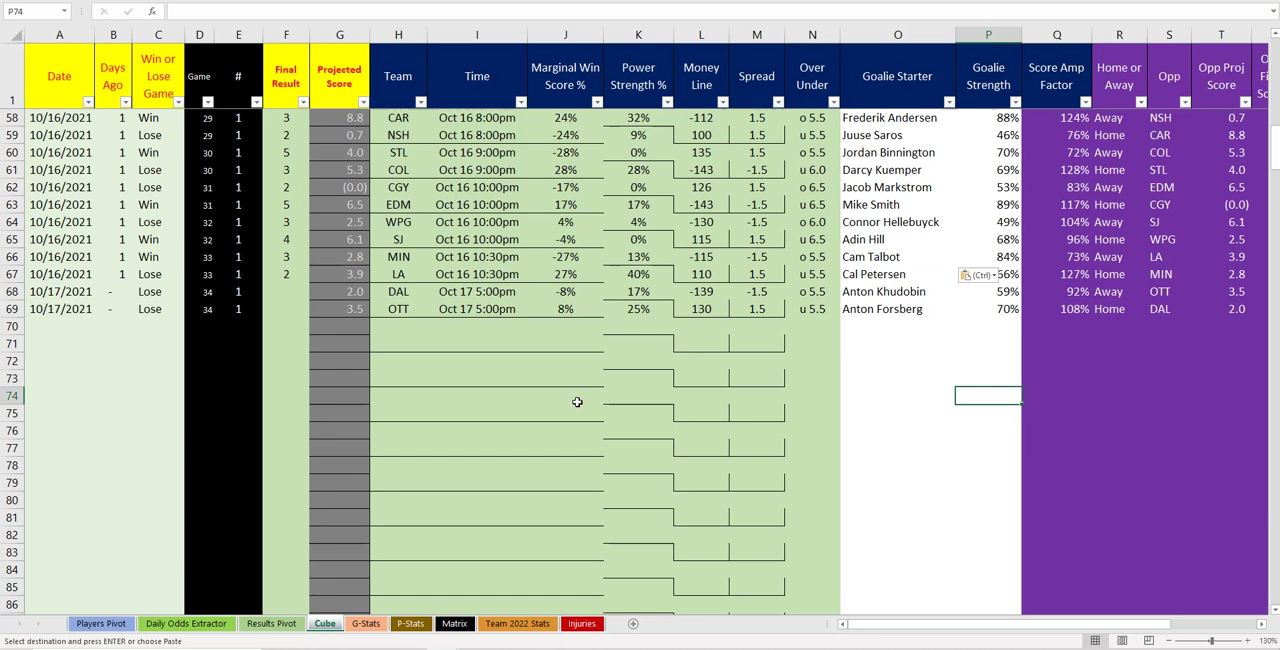 P74
fx
A B C D E F G H I J K L M N O P Q R S T
1 Date Days Ago Win or Lose Game Game # Final Result Projected Score Team Time Marginal Win Score % Power Strength % Money Line Spread Over Under Goalie Starter Goalie Strength Score Amp Factor Home or Away Opp Opp Proj Score
58 10/16/2021 1 Win 29 1 3 8.8 CAR Oct 16 8:00pm 24% 32% -112 1.5 o 5.5 Frederik Andersen 88% 124% Away NSH 0.7
59 10/16/2021 1 Lose 29 1 2 0.7 NSH Oct 16 8:00pm -24% 9% 100 1.5 u 5.5 Juuse Saros 46% 76% Home CAR 8.8
60 10/16/2021 1 Win 30 1 5 4.0 STL Oct 16 9:00pm -28% 0% 135 1.5 o 5.5 Jordan Binnington 70% 72% Away COL 5.3
61 10/16/2021 1 Lose 30 1 3 5.3 COL Oct 16 9:00pm 28% 28% -143 -1.5 u 6.0 Darcy Kuemper 69% 128% Home STL 4.0
62 10/16/2021 1 Lose 31 1 2 (0.0) CGY Oct 16 10:00pm -17% 0% 126 1.5 o 5.5 Jacob Markstrom 53% 83% Away EDM 6.5
63 10/16/2021 1 Win 31 1 5 6.5 EDM Oct 16 10:00pm 17% 17% -143 -1.5 u 6.5 Mike Smith 89% 117% Home CGY (0.0)
64 10/16/2021 1 Lose 32 1 3 2.5 WPG Oct 16 10:00pm 4% 4% -130 -1.5 o 6.0 Connor Hellebuyck 49% 104% Away SJ 6.1
65 10/16/2021 1 Win 32 1 4 6.1 SJ Oct 16 10:00pm -4% 0% 115 1.5 u 6.5 Adin Hill 68% 96% Home WPG 2.5
66 10/16/2021 1 Win 33 1 3 2.8 MIN Oct 16 10:30pm -27% 13% -115 -1.5 o 5.5 Cam Talbot 84% 73% Away LA 3.9
67 10/16/2021 1 Lose 33 1 2 3.9 LA Oct 16 10:30pm 27% 40% 110 1.5 u 5.5 Cal Petersen (Ctrl) 66% 127% Home MIN 2.8
68 10/17/2021 - Lose 34 1 2.0 DAL Oct 17 5:00pm -8% 17% -139 -1.5 o 5.5 Anton Khudobin 59% 92% Away OTT 3.5
69 10/17/2021 - Lose 34 1 3.5 OTT Oct 17 5:00pm 8% 25% 130 1.5 u 5.5 Anton Forsberg 70% 108% Home DAL 2.0
70
71
72
73
74
75
76
77
78
79
80
81
82
83
84
85
86
Players Pivot Daily Odds Extractor Results Pivot Cube G-Stats P-Stats Matrix Team 2022 Stats Injuries
Select destination and press ENTER or choose Paste 130%